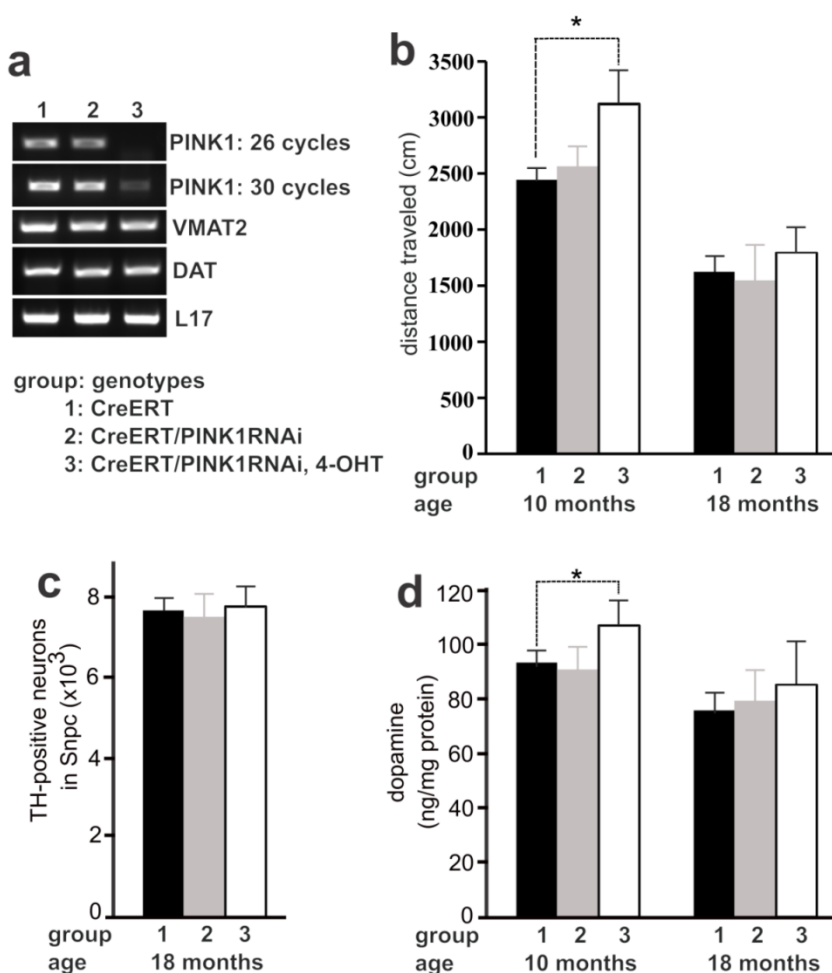 a
1 2 3
PINK1: 26 cycles
PINK1: 30 cycles
VMAT2
DAT
L17
group: genotypes
1: CreERT
2: CreERT/PINK1RNAi
3: CreERT/PINK1RNAi, 4-OHT
b
*
distance traveled (cm)
3500
3000
2500
2000
1500
1000
500
0
group 1 2 3 1 2 3
age 10 months 18 months
c
TH-positive neurons
in Snpc (x10³)
8
7
4
2
0
group 1 2 3
age 18 months
d
*
dopamine
(ng/mg protein)
120
100
80
60
40
20
0
group 1 2 3 1 2 3
age 10 months 18 months